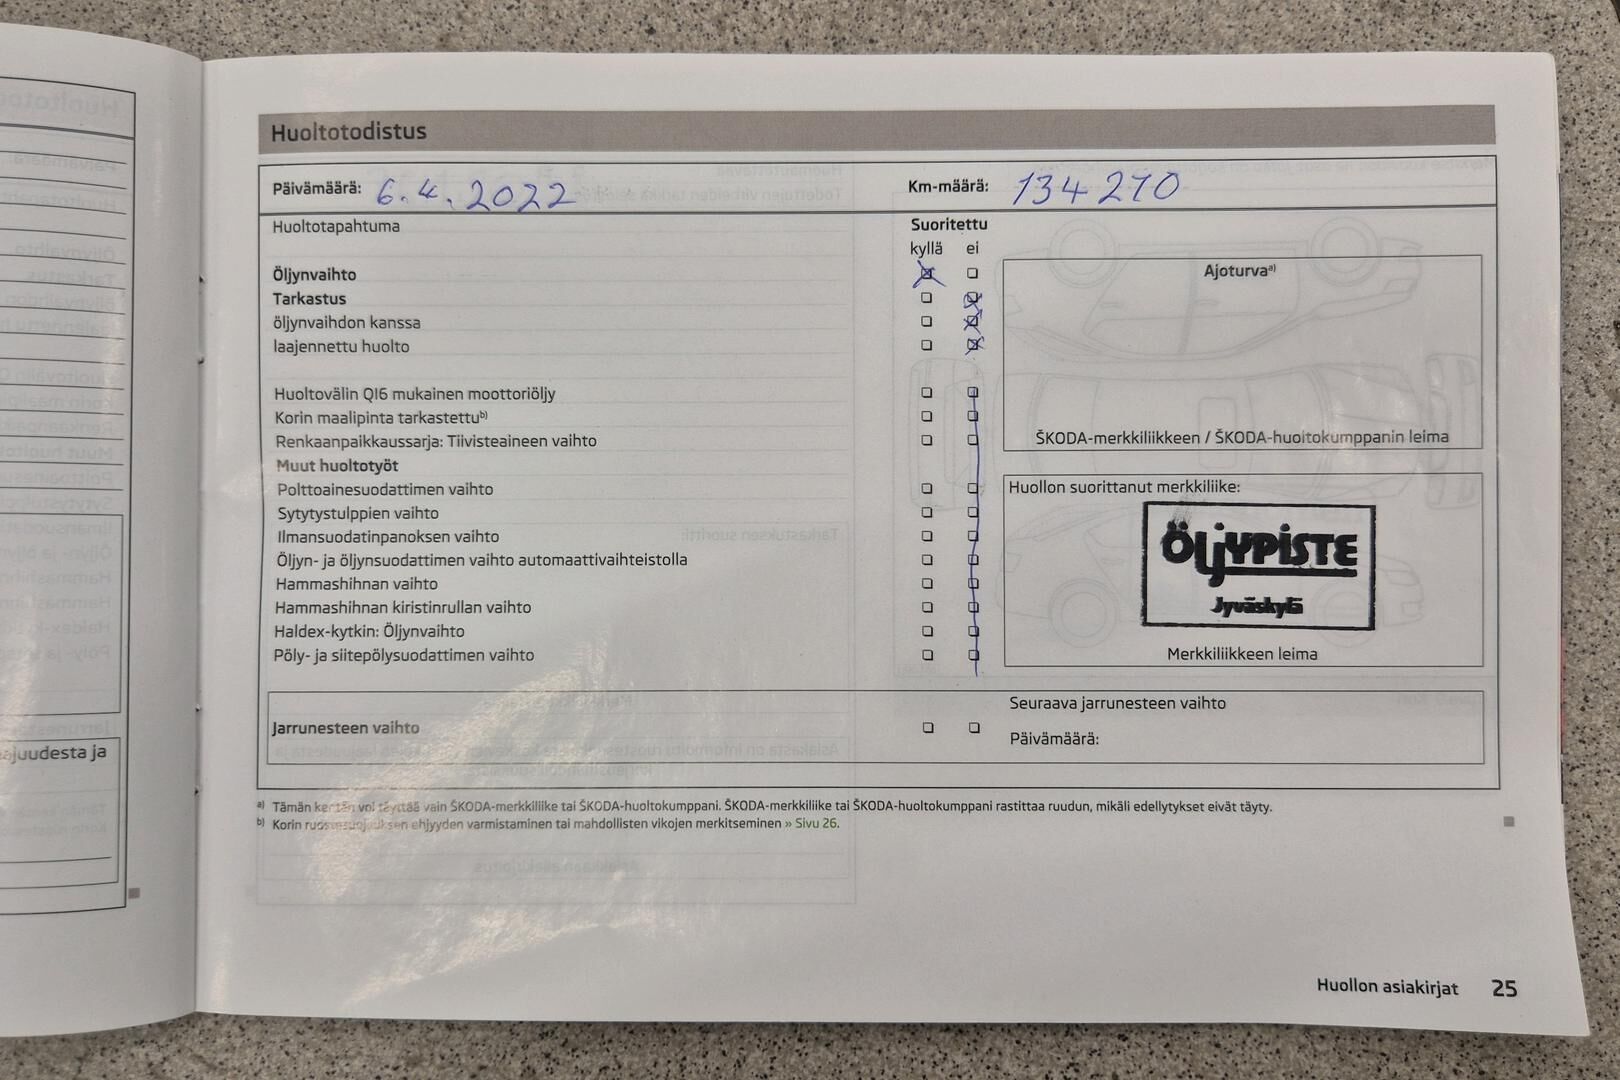 Huoltotodistus
Päivämäärä: 6.4.2022 Km-määrä: 134210
Huoltotapahtuma Suoritettu
kyllä ei
Öljynvaihto
Ajoturvaa)
Tarkastus
öljynvaihdon kanssa
laajennettu huolto
Huoltovälin QI6 mukainen moottoriöljy
Korin maalipinta tarkastettub)
Renkaanpaikkaussarja: Tiivisteaineen vaihto
ŠKODA-merkkiliikkeen / ŠKODA-huoltokumppanin leima
Muut huoltotyöt
Polttoainesuodattimen vaihto
Huollon suorittanut merkkiliike:
Sytytystulppien vaihto
Ilmansuodatinpanoksen vaihto
ÖljYPiSTE
Öljyn- ja öljynsuodattimen vaihto automaattivaihteistolla
Hammashihnan vaihto
Hammashihnan kiristinrullan vaihto
Jyväskylä
Haldex-kytkin: Öljynvaihto
Pöly- ja siitepölysuodattimen vaihto
Merkkiliikkeen leima
Seuraava jarrunesteen vaihto
Jarrunesteen vaihto
Päivämäärä:
ajuudesta ja
a) Tämän kentän voi täyttää vain ŠKODA-merkkiliike tai ŠKODA-huoltokumppani. ŠKODA-merkkiliike tai ŠKODA-huoltokumppani rastittaa ruudun, mikäli edellytykset eivät täyty.
b) Korin ruostesuojauksen ehjyyden varmistaminen tai mahdollisten vikojen merkitseminen » Sivu 26.
Huollon asiakirjat 25